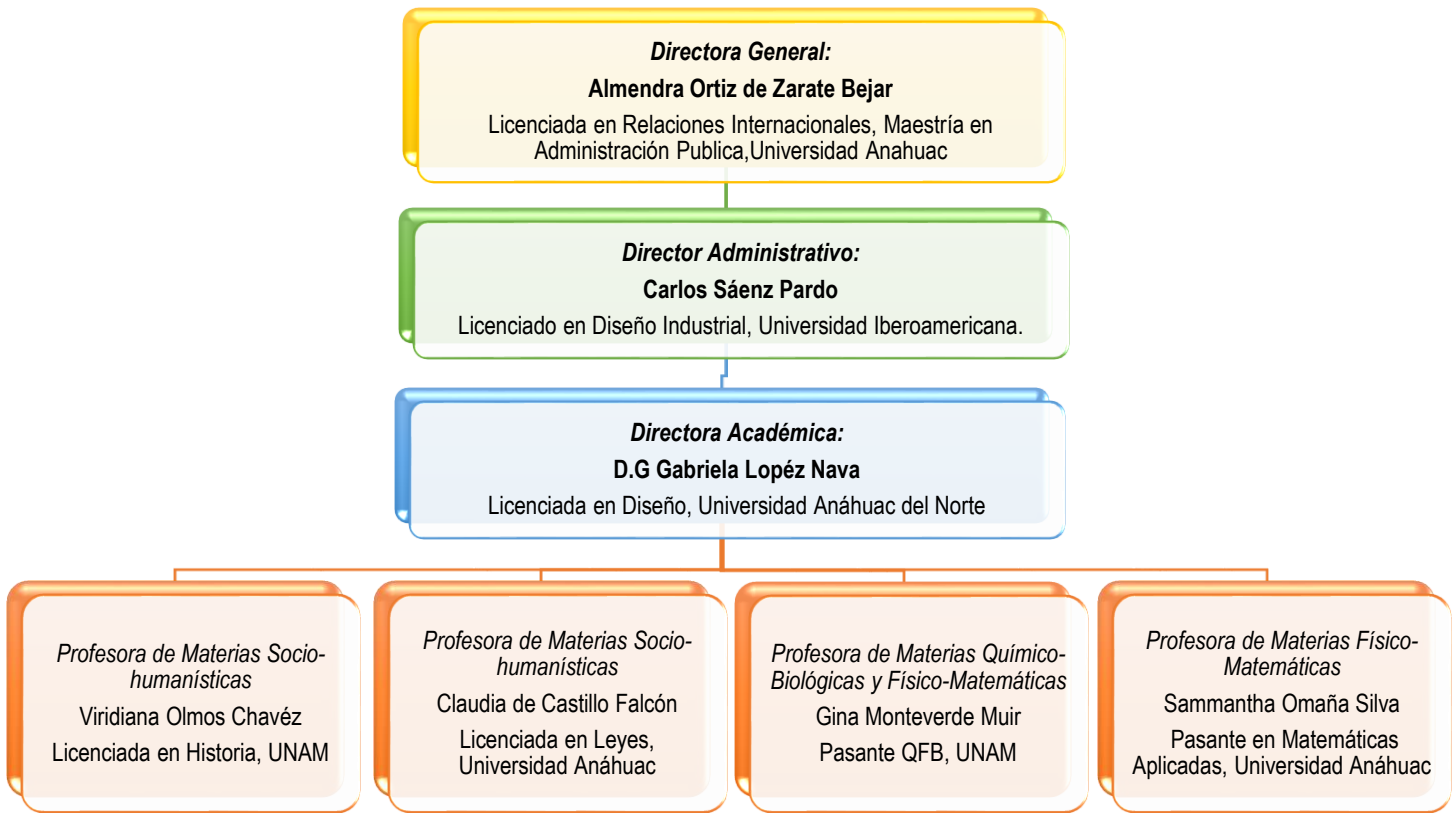 Directora General:
Almendra Ortiz de Zarate Bejar
Licenciada en Relaciones Internacionales, Maestría en
Administración Publica,Universidad Anahuac
Director Administrativo:
Carlos Sáenz Pardo
Licenciado en Diseño Industrial, Universidad Iberoamericana.
Directora Académica:
D.G Gabriela Lopéz Nava
Licenciada en Diseño, Universidad Anáhuac del Norte
Profesora de Materias Socio-
humanísticas
Viridiana Olmos Chavéz
Licenciada en Historia, UNAM
Profesora de Materias Socio-
humanísticas
Claudia de Castillo Falcón
Licenciada en Leyes,
Universidad Anáhuac
Profesora de Materias Químico-
Biológicas y Físico-Matemáticas
Gina Monteverde Muir
Pasante QFB, UNAM
Profesora de Materias Físico-
Matemáticas
Sammantha Omaña Silva
Pasante en Matemáticas
Aplicadas, Universidad Anáhuac